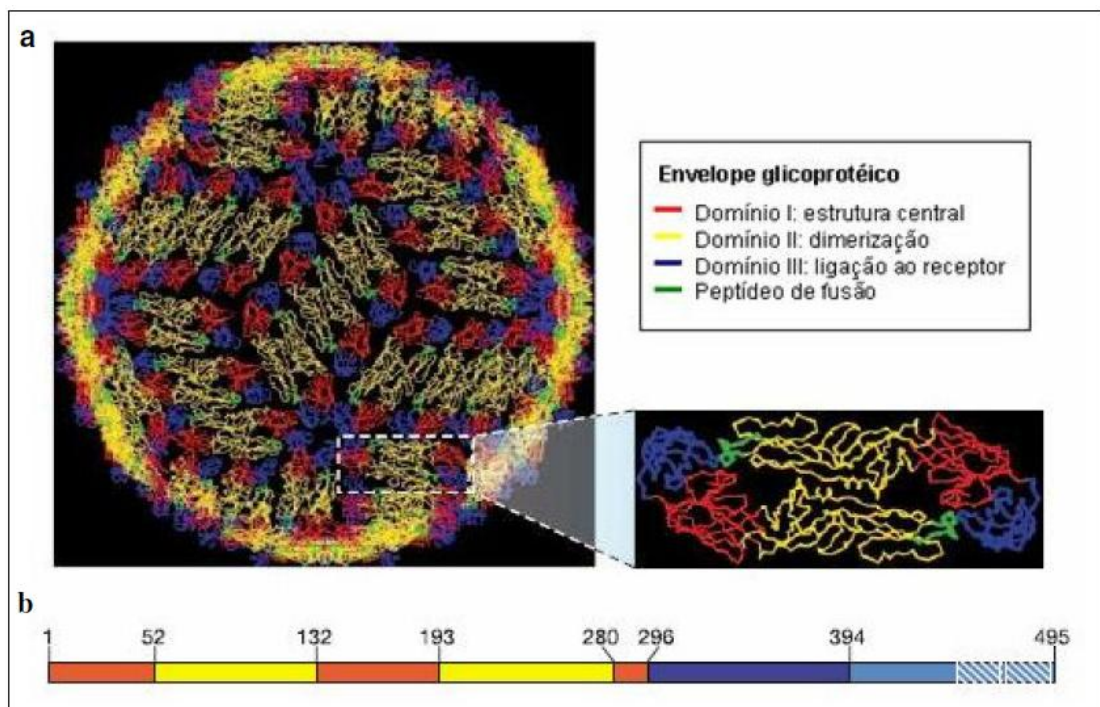 a
Envelope glicoprotéico
Domínio I: estrutura central
Domínio II: dimerização
Domínio III: ligação ao receptor
Peptídeo de fusão
b
1 52 132 193 280 296 394 495